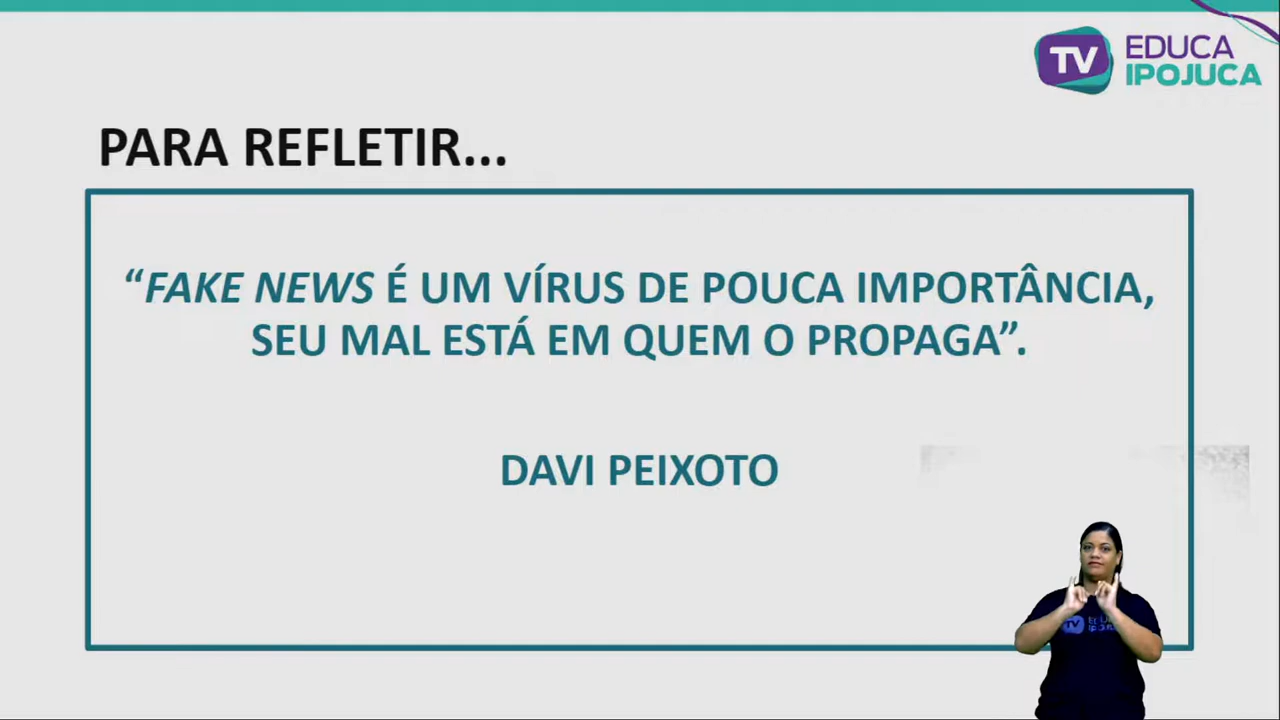 TV EDUCA
IPOJUCA
PARA REFLETIR...
“FAKE NEWS É UM VÍRUS DE POUCA IMPORTÂNCIA,
SEU MAL ESTÁ EM QUEM O PROPAGA”.
DAVI PEIXOTO
TV